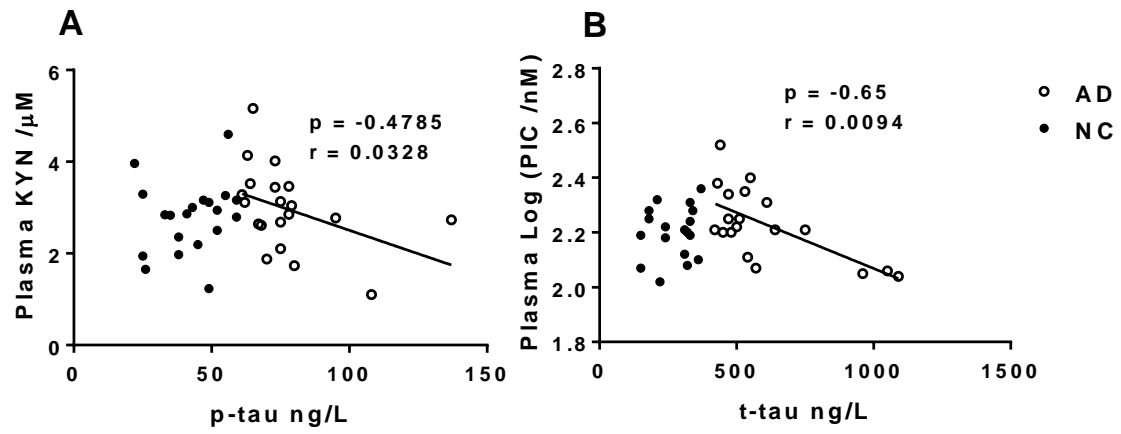 A
Plasma KYN /μM
6
4
2
0
p = -0.4785
r = 0.0328
0 50 100 150
p-tau ng/L
B
Plasma Log (PIC /nM)
2.8
2.6
2.4
2.2
2.0
1.8
p = -0.65
r = 0.0094
0 500 1000 1500
t-tau ng/L
AD
NC